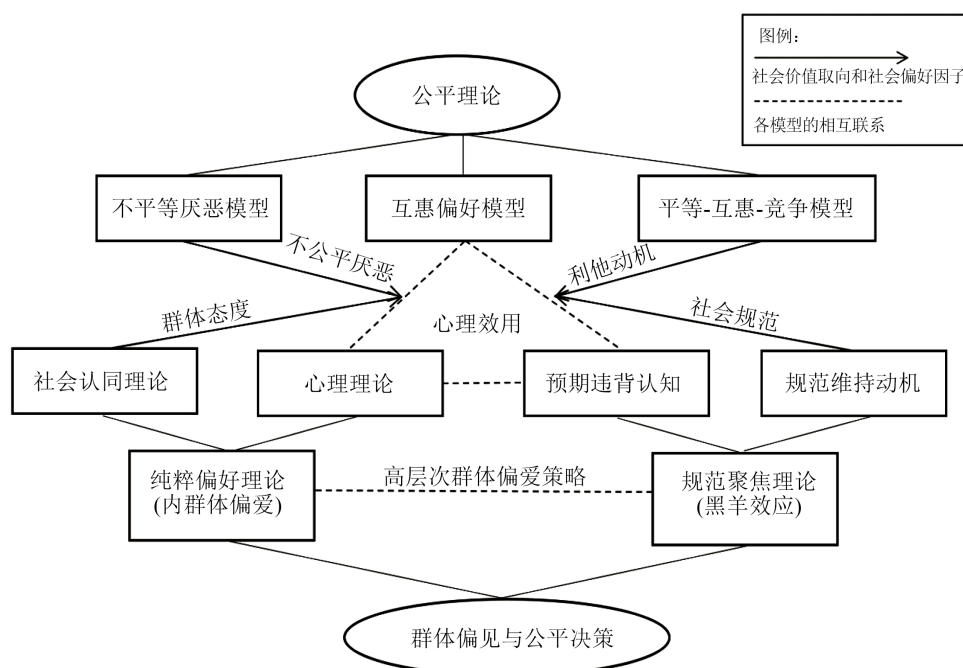 图例：
社会价值取向和社会偏好因子
各模型的相互联系
公平理论
不平等厌恶模型
互惠偏好模型
平等-互惠-竞争模型
不公平厌恶
利他动机
群体态度
心理效用
社会规范
社会认同理论
心理理论
预期违背认知
规范维持动机
纯粹偏好理论
(内群体偏爱)
高层次群体偏爱策略
规范聚焦理论
(黑羊效应)
群体偏见与公平决策